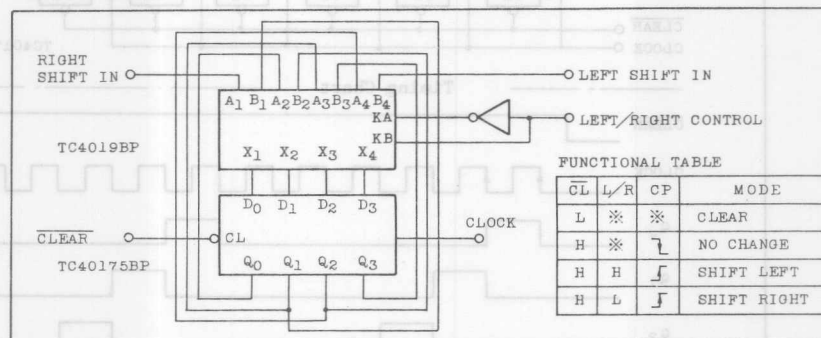 RIGHT
SHIFT IN
A1 B1 A2 B2 A3 B3 A4 B4
LEFT SHIFT IN
KA
KB
LEFT/RIGHT CONTROL
TC4019BP
X1 X2 X3 X4
D0 D1 D2 D3
CLEAR
CL
CLOCK
TC40175BP
Q0 Q1 Q2 Q3
FUNCTIONAL TABLE
CL L/R CP MODE
L ※ ※ CLEAR
H ※ NO CHANGE
H H SHIFT LEFT
H L SHIFT RIGHT